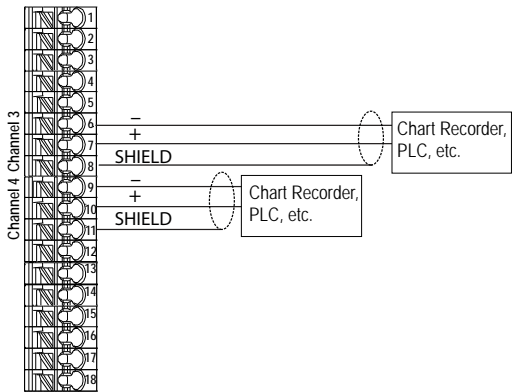 1
2
3
4
5
6
7
8
9
10
11
12
13
14
15
16
17
18
Channel 3
Channel 4
−
+
SHIELD
Chart Recorder,
PLC, etc.
−
+
SHIELD
Chart Recorder,
PLC, etc.